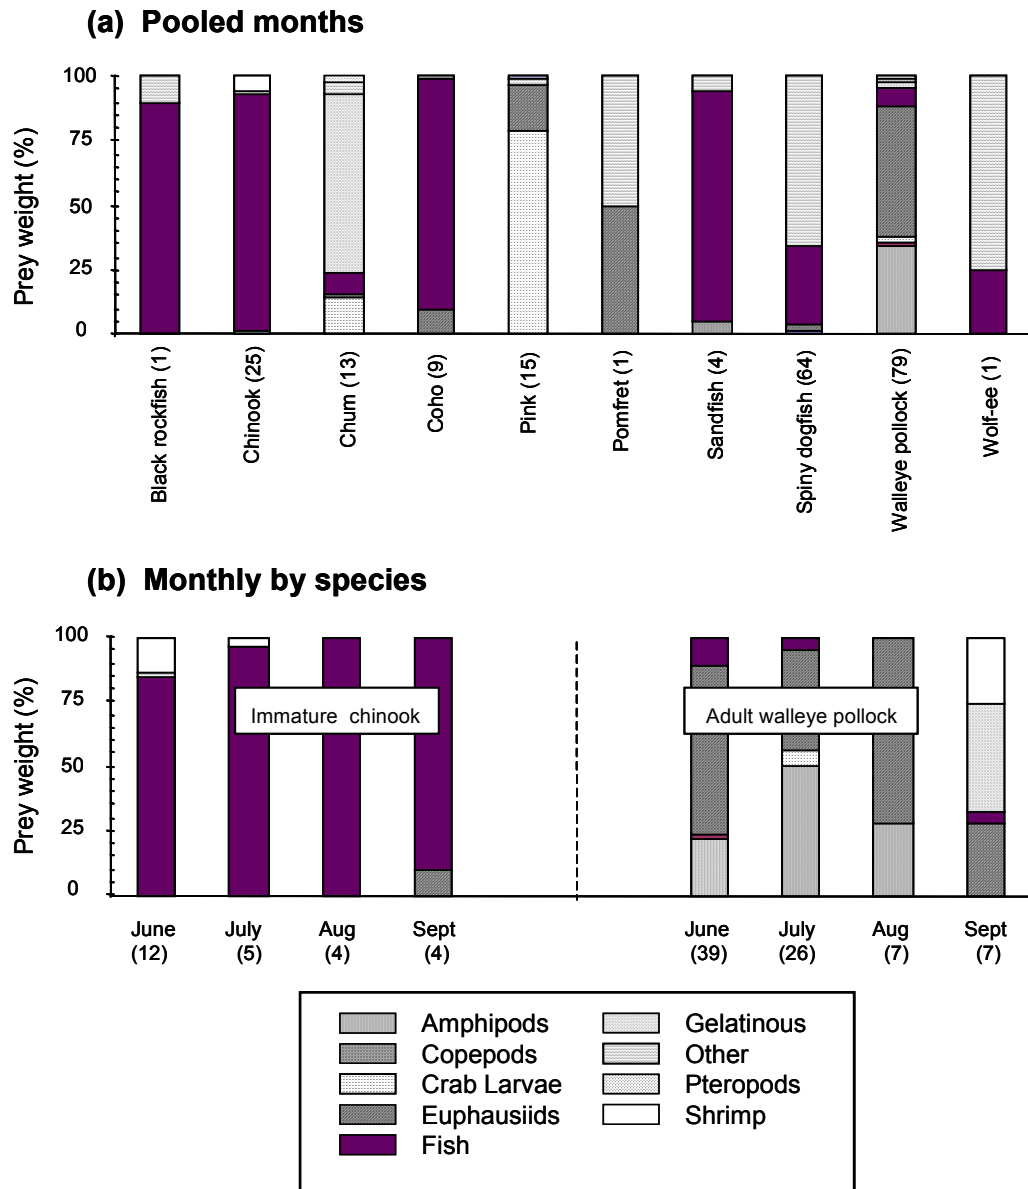 (a) Pooled months
Prey weight (%)
100
75
50
25
0
Black rockfish (1)
Chinook (25)
Chum (13)
Coho (9)
Pink (15)
Pomfret (1)
Sandfish (4)
Spiny dogfish (64)
Walleye pollock (79)
Wolf-ee (1)
(b) Monthly by species
Prey weight (%)
100
75
50
25
0
Immature chinook
Adult walleye pollock
June July Aug Sept June July Aug Sept
(12) (5) (4) (4) (39) (26) (7) (7)
Amphipods
Copepods
Crab Larvae
Euphausiids
Fish
Gelatinous
Other
Pteropods
Shrimp